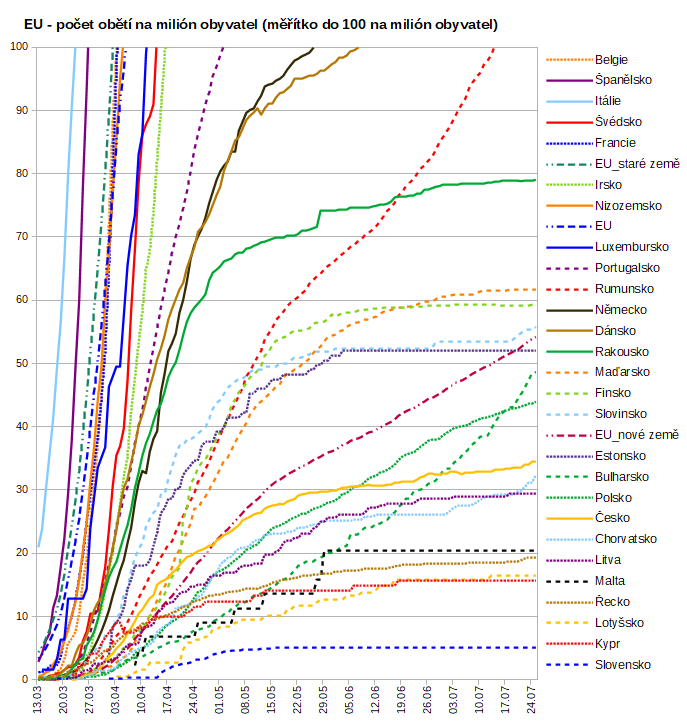 EU - počet obětí na milión obyvatel (měřítko do 100 na milión obyvatel)
100
90
80
70
60
50
40
30
20
10
0
13.03
20.03
27.03
03.04
10.04
17.04
24.04
01.05
08.05
15.05
22.05
29.05
05.06
12.06
19.06
26.06
03.07
10.07
17.07
24.07
Belgie
Španělsko
Itálie
Švédsko
Francie
EU_staré země
Irsko
Nizozemsko
EU
Luxembursko
Portugalsko
Rumunsko
Německo
Dánsko
Rakousko
Maďarsko
Finsko
Slovinsko
EU_nové země
Estonsko
Bulharsko
Polsko
Česko
Chorvatsko
Litva
Malta
Řecko
Lotyšsko
Kypr
Slovensko